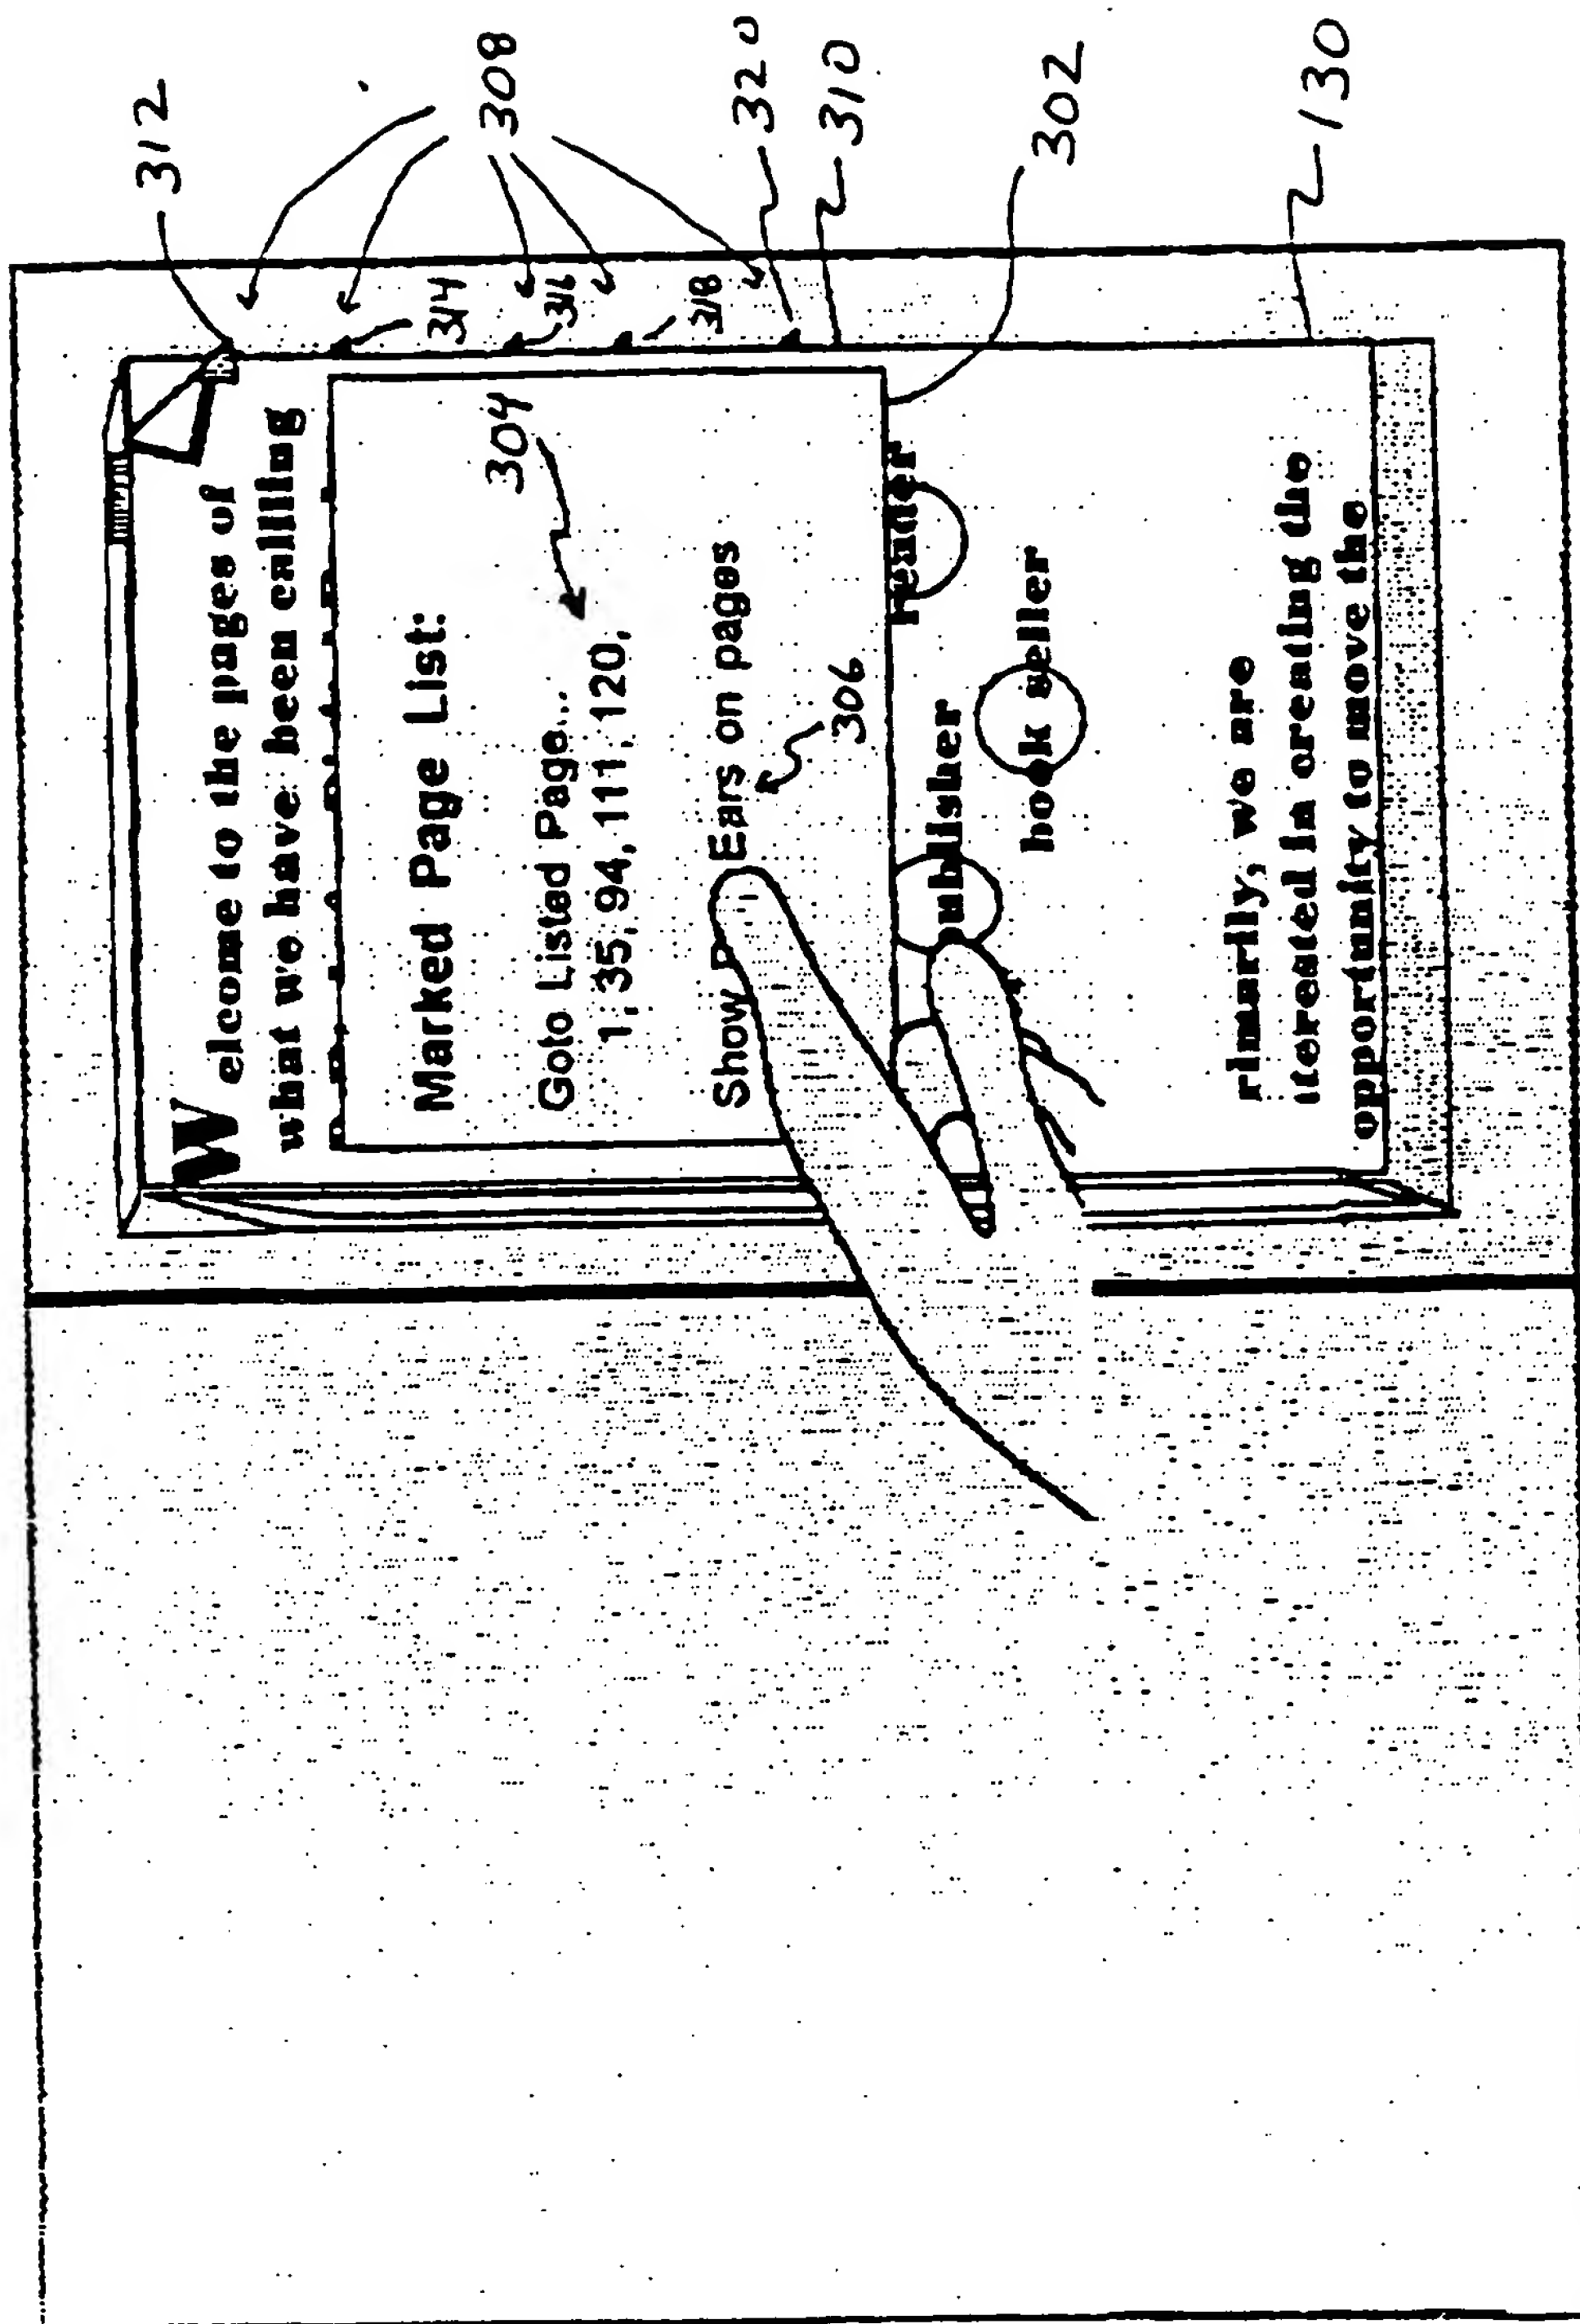 312
308
320
310
302
130
314
316
318
W
elcome to the pages of
what we have been calling
Marked Page List:
304
Goto Listed Page...
1, 35, 94, 111, 120,
Show Ears on pages
306
reader
ublisher
book seller
rimarily, we are
iterested in creating the
opportunity to move the